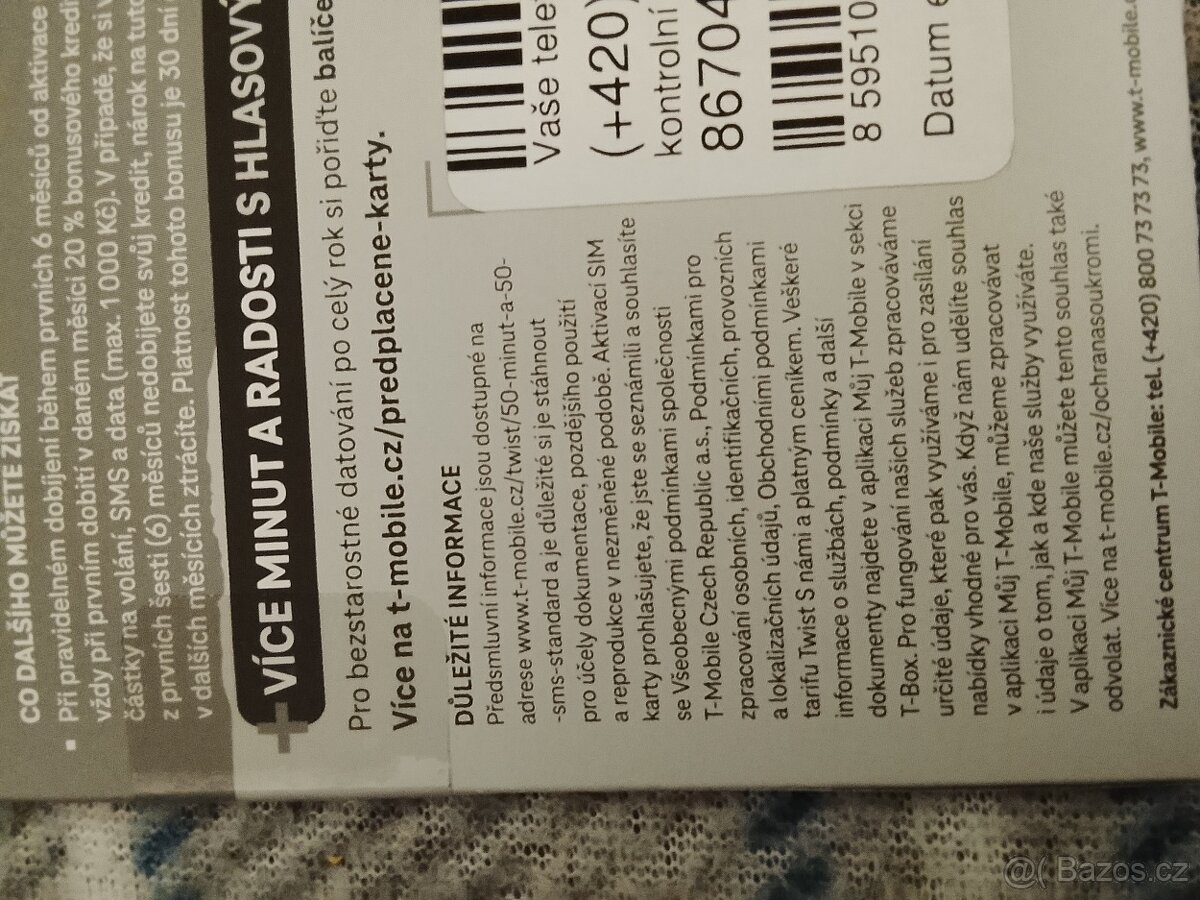 CO DALŠÍHO MŮŽETE ZÍSKAT
▪ Při pravidelném dobíjení během prvních 6 měsíců od aktivace
vždy při prvním dobití v daném měsíci 20 % bonusového kredi
částky na volání, SMS a data (max. 1 000 Kč). V případě, že si v
z prvních šesti (6) měsíců nedobijete svůj kredit, nárok na tuto
v dalších měsících ztrácíte. Platnost tohoto bonusu je 30 dní
VÍCE MINUT A RADOSTI S HLASOVÝ
Pro bezstarostné datování po celý rok si pořiďte balíče
Více na t-mobile.cz/predplacene-karty.
DŮLEŽITÉ INFORMACE
Předsmluvní informace jsou dostupné na
adrese www.t-mobile.cz/twist/50-minut-a-50-
-sms-standard a je důležité si je stáhnout
pro účely dokumentace, pozdějšího použití
a reprodukce v nezměněné podobě. Aktivací SIM
karty prohlašujete, že jste se seznámili a souhlasíte
se Všeobecnými podmínkami společnosti
T-Mobile Czech Republic a.s., Podmínkami pro
zpracování osobních, identifikačních, provozních
a lokalizačních údajů, Obchodními podmínkami
tarifu Twist S námi a platným ceníkem. Veškeré
informace o službách, podmínky a další
dokumenty najdete v aplikaci Můj T-Mobile v sekci
T-Box. Pro fungování našich služeb zpracováváme
určité údaje, které pak využíváme i pro zasílání
nabídky vhodné pro vás. Když nám udělíte souhlas
v aplikaci Můj T-Mobile, můžeme zpracovávat
i údaje o tom, jak a kde naše služby využíváte.
V aplikaci Můj T-Mobile můžete tento souhlas také
odvolat. Více na t-mobile.cz/ochranasoukromi.
Vaše tele
(+420)
kontrolní
86704
8 59510
Datum e
Zákaznické centrum T-Mobile: tel. (+420) 800 73 73 73, www.t-mobile.
@( Bazos.cz